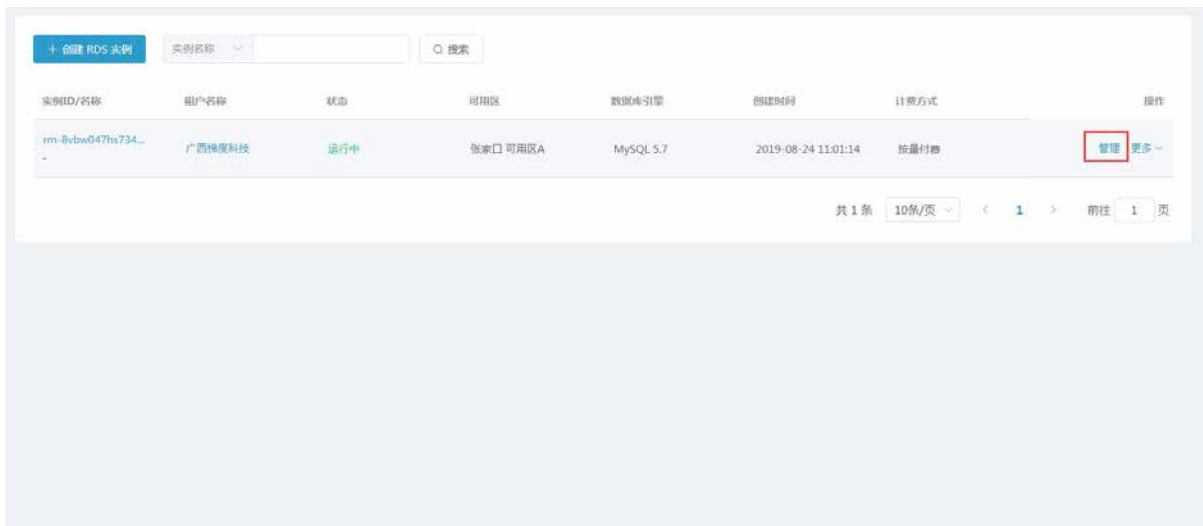 + 创建 RDS 实例 实例名称 搜索
实例ID/名称 租户名称 状态 可用区 数据库引擎 创建时间 计费方式 操作
rm-8vbw047hs734... 广西梯度科技 运行中 张家口 可用区A MySQL 5.7 2019-08-24 11:01:14 按量付费 管理 更多
-
共 1 条 10条/页 < 1 > 前往 1 页